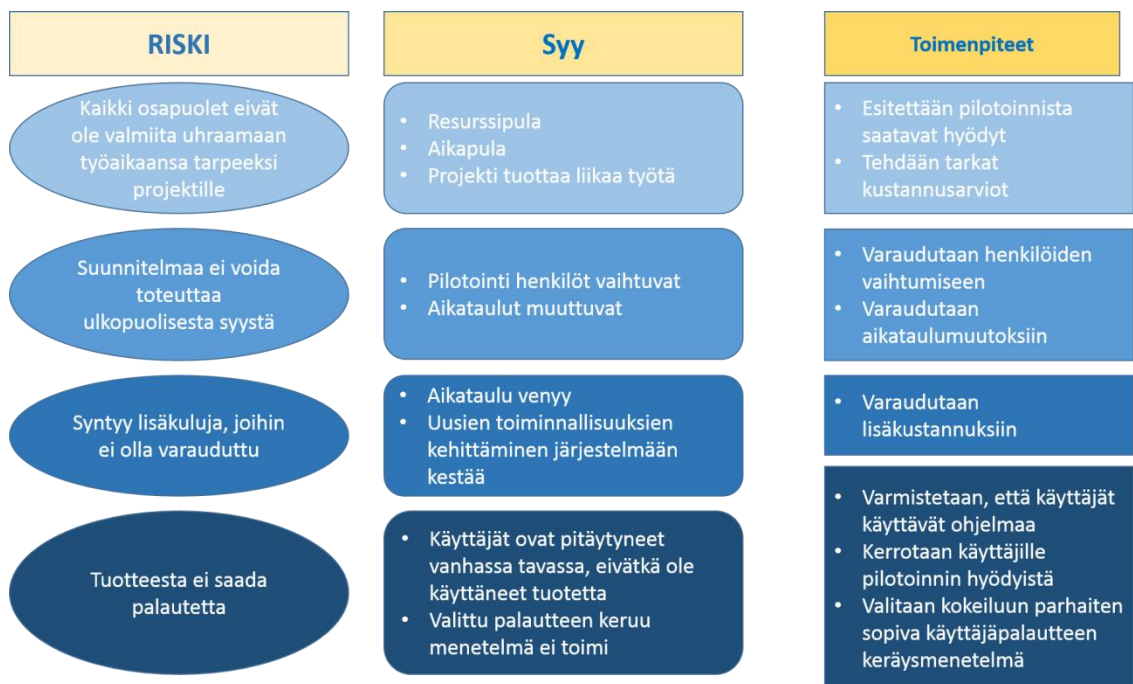 RISKI
Syy
Toimenpiteet
Kaikki osapuolet eivät
ole valmiita uhraamaan
työaikaansa tarpeeksi
projektille
• Resurssipula
• Aikapula
• Projekti tuottaa liikaa työtä
• Esitettään pilotoinnista
saatavat hyödyt
• Tehdään tarkat
kustannusarviot
Suunnitelmaa ei voida
toteuttaa
ulkopuolisesta syystä
• Pilotointi henkilöt vaihtuvat
• Aikataulut muuttuvat
• Varaudutaan henkilöiden
vaihtumiseen
• Varaudutaan
aikataulumuutoksiin
Syntyy lisäkuluja, joihin
ei olla varauduttu
• Aikataulu venyy
• Uusien toiminnallisuuksien
kehittäminen järjestelmään
kestää
• Varaudutaan
lisäkustannuksiin
Tuotteesta ei saada
palautetta
• Käyttäjät ovat pitäytyneet
vanhassa tavassa, eivätkä ole
käyttäneet tuotetta
• Valittu palautteen keruu
menetelmä ei toimi
• Varmistetaan, että käyttäjät
käyttävät ohjelmaa
• Kerrotaan käyttäjille
pilotoinnin hyödyistä
• Valitaan kokeiluun parhaiten
sopiva käyttäjäpalautteen
keräysmenetelmä